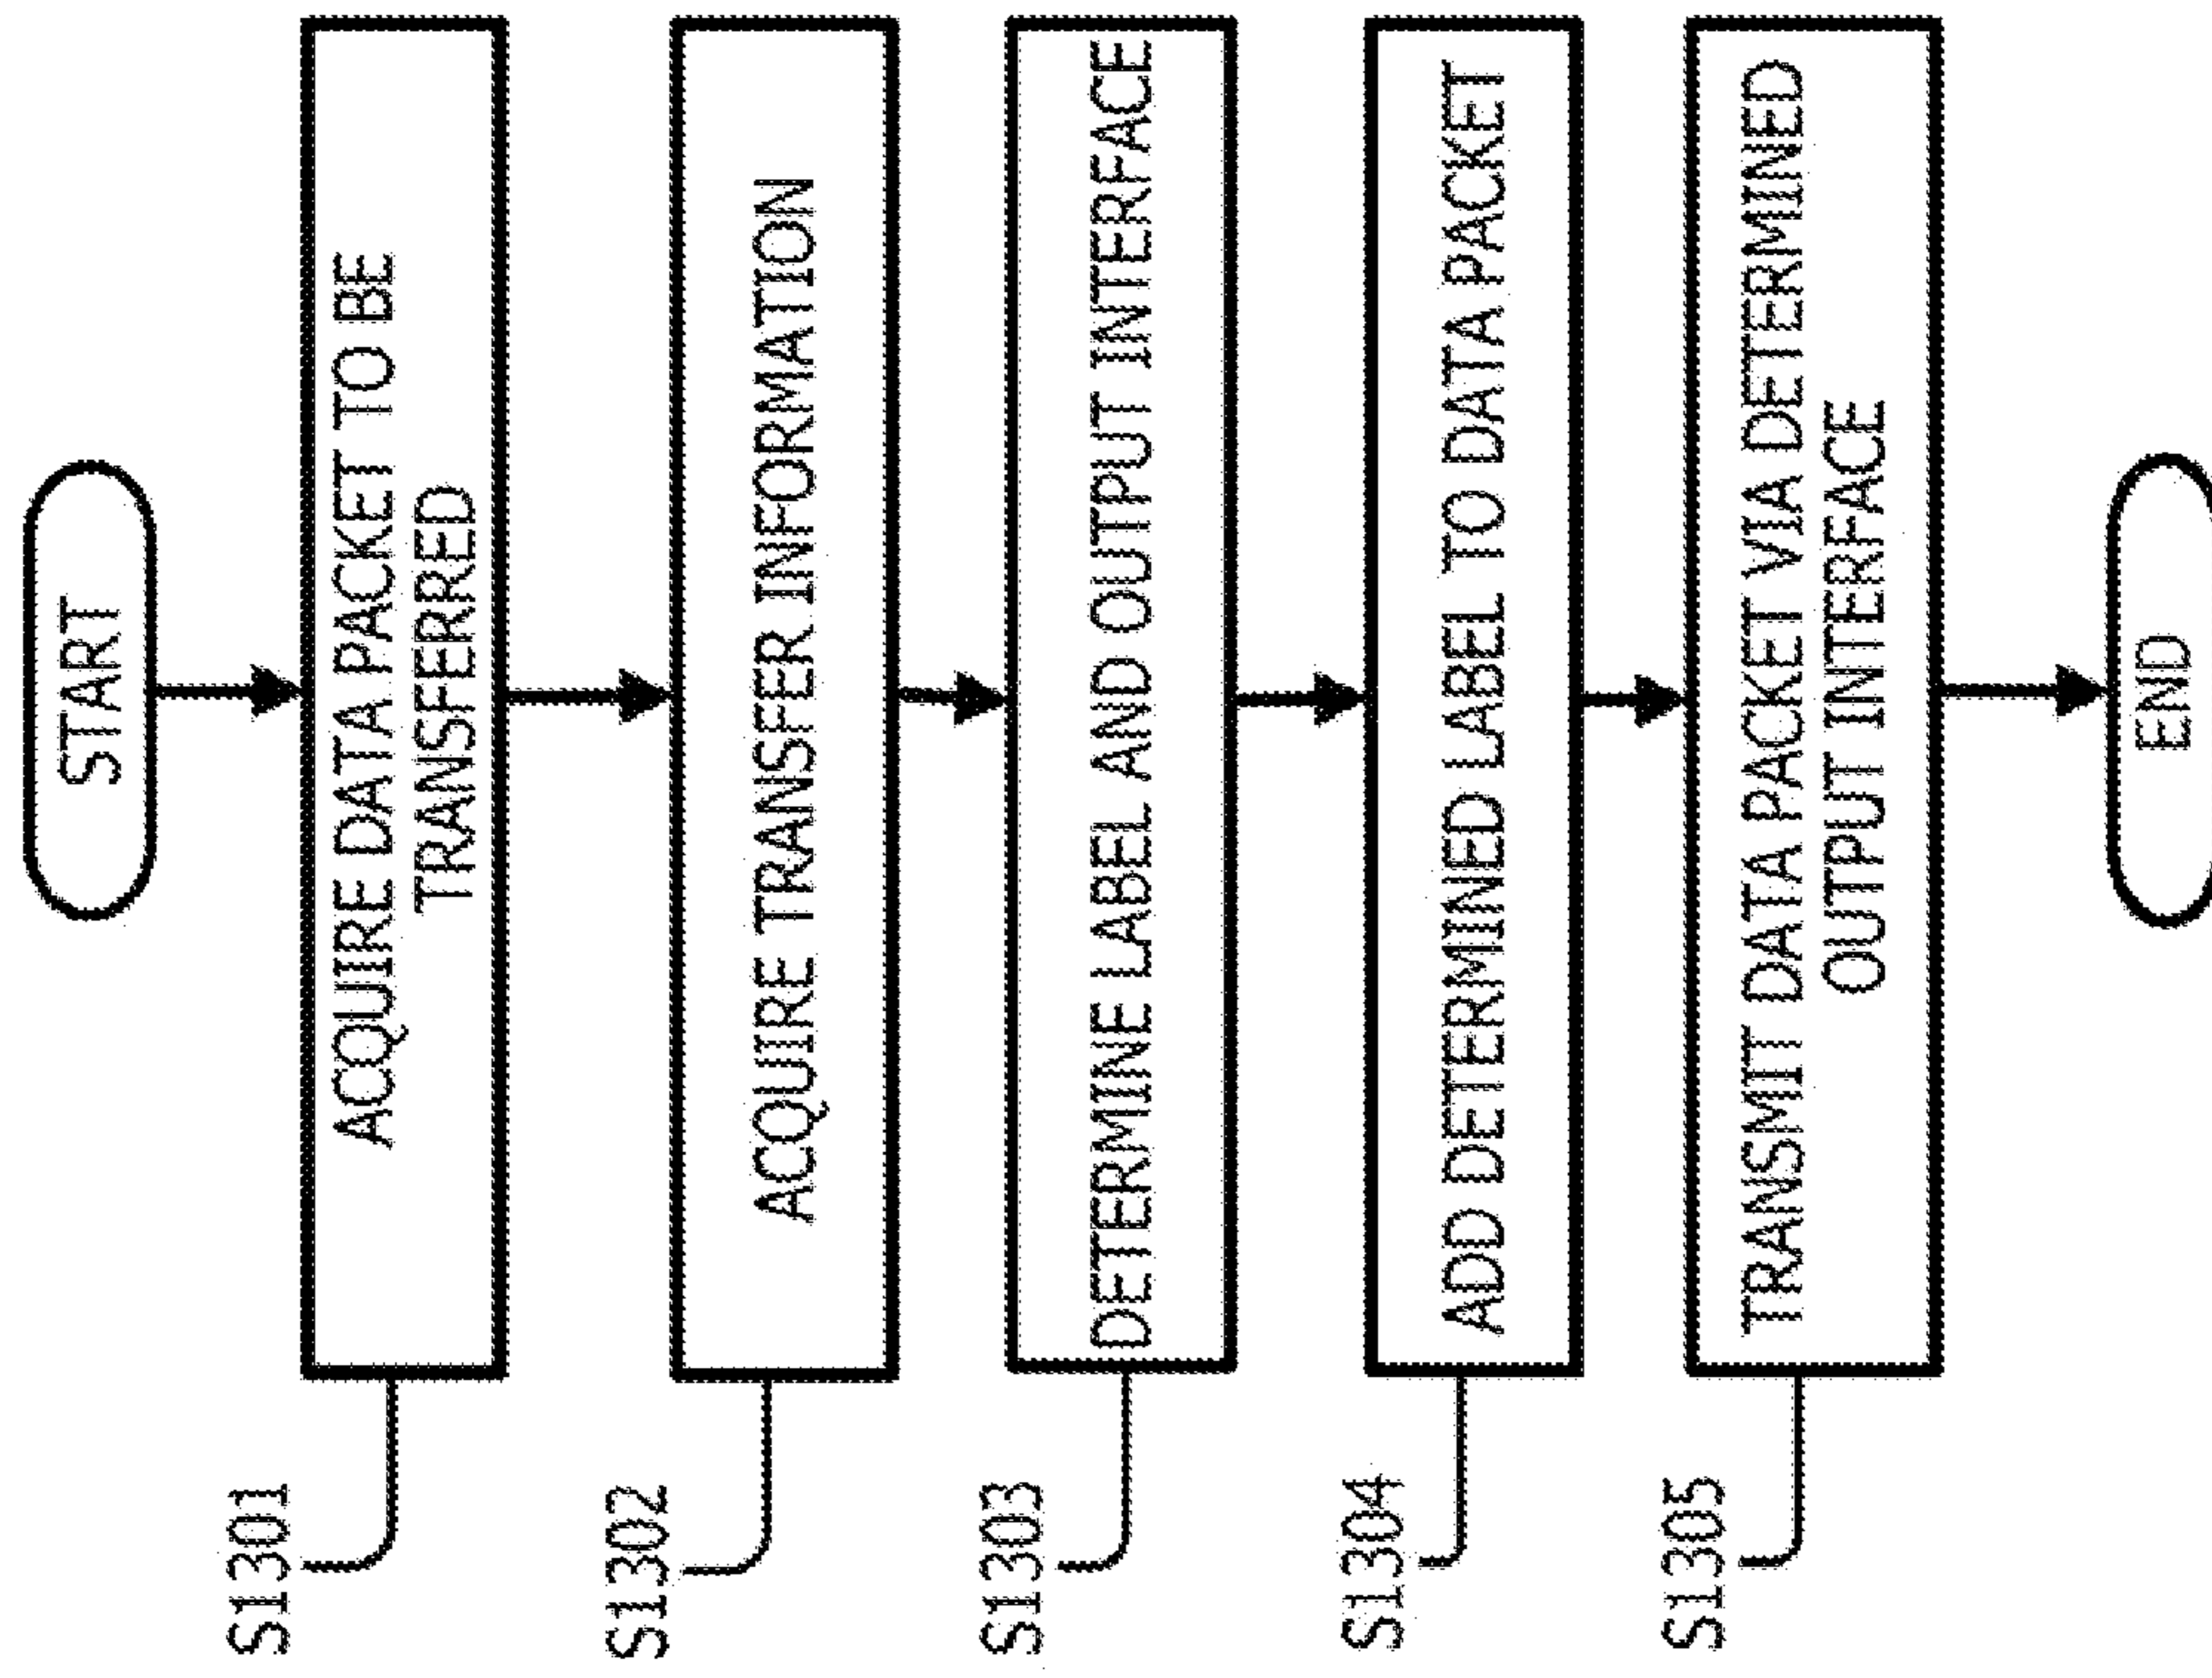 START
S1301
ACQUIRE DATA PACKET TO BE
TRANSFERRED
S1302
ACQUIRE TRANSFER INFORMATION
S1303
DETERMINE LABEL AND OUTPUT INTERFACE
S1304
ADD DETERMINED LABEL TO DATA PACKET
S1305
TRANSMIT DATA PACKET VIA DETERMINED
OUTPUT INTERFACE
END